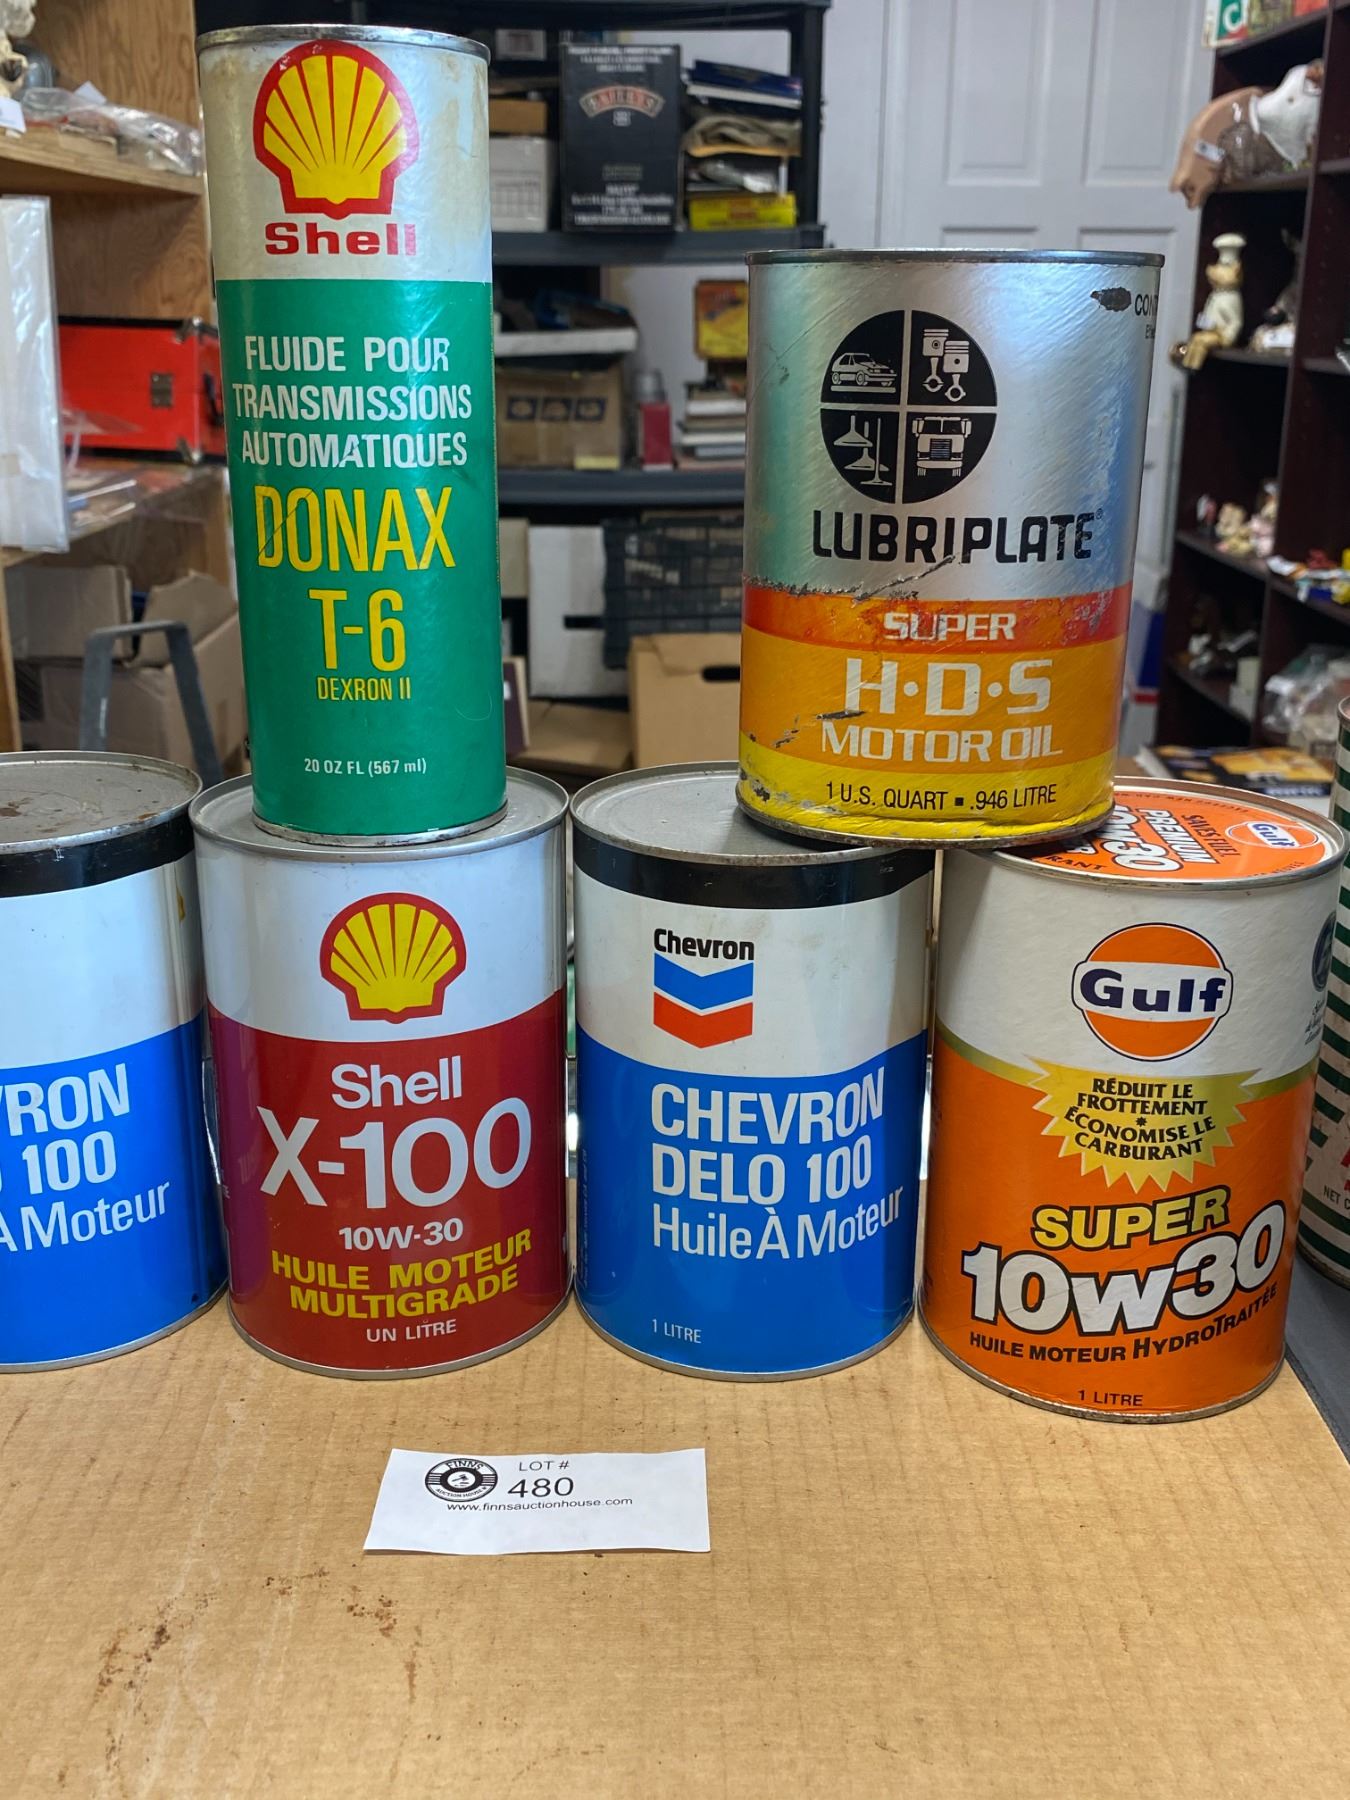 Shell
FLUIDE POUR
TRANSMISSIONS
AUTOMATIQUES
DONAX
T-6
DEXRON II
20 OZ FL (567 ml)
LUBRIPLATE®
SUPER
H·D·S
MOTOR OIL
1 U.S. QUART ▪ .946 LITRE
VRON
100
À Moteur
Shell
X-100
10W-30
HUILE MOTEUR
MULTIGRADE
UN LITRE
Chevron
CHEVRON
DELO 100
Huile À Moteur
1 LITRE
PREMIUM
Gulf
Gulf
RÉDUIT LE
FROTTEMENT
*
ÉCONOMISE LE
CARBURANT
SUPER
10W30
HUILE MOTEUR HYDROTRAITÉE
1 LITRE
FINNS
AUCTION HOUSE
LOT #
480
www.finnsauctionhouse.com